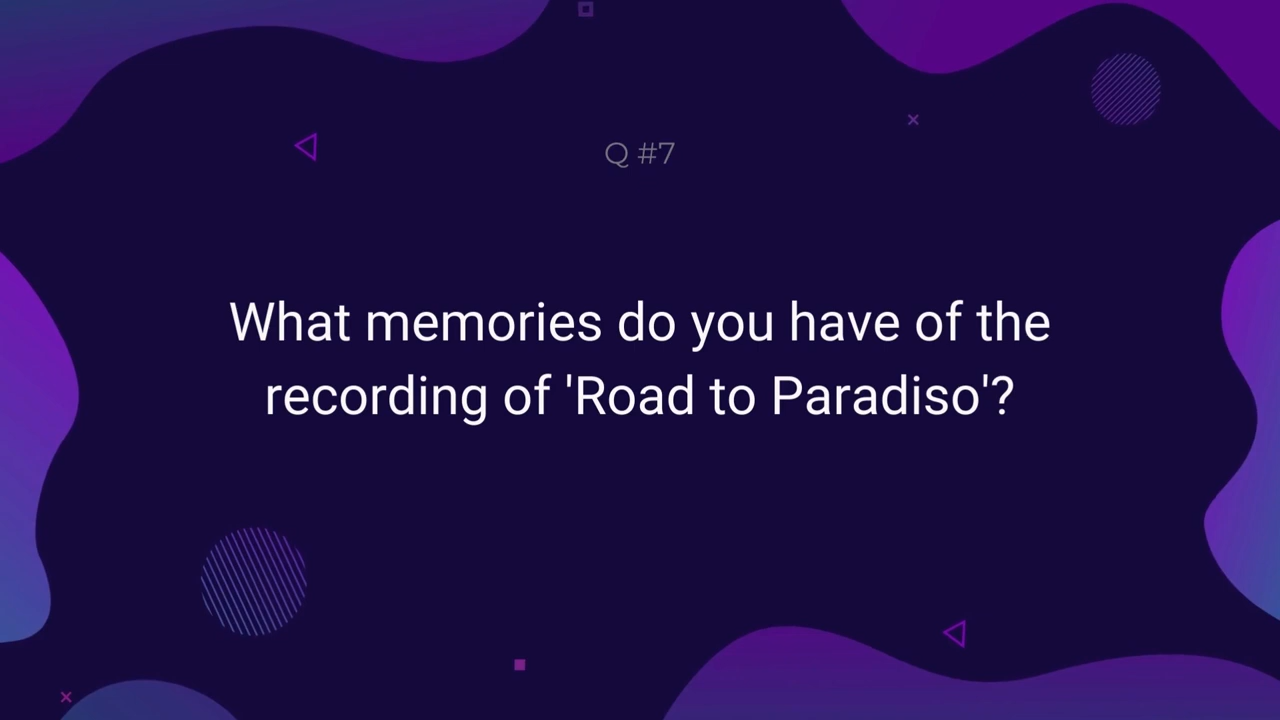 Q #7
What memories do you have of the
recording of 'Road to Paradiso'?